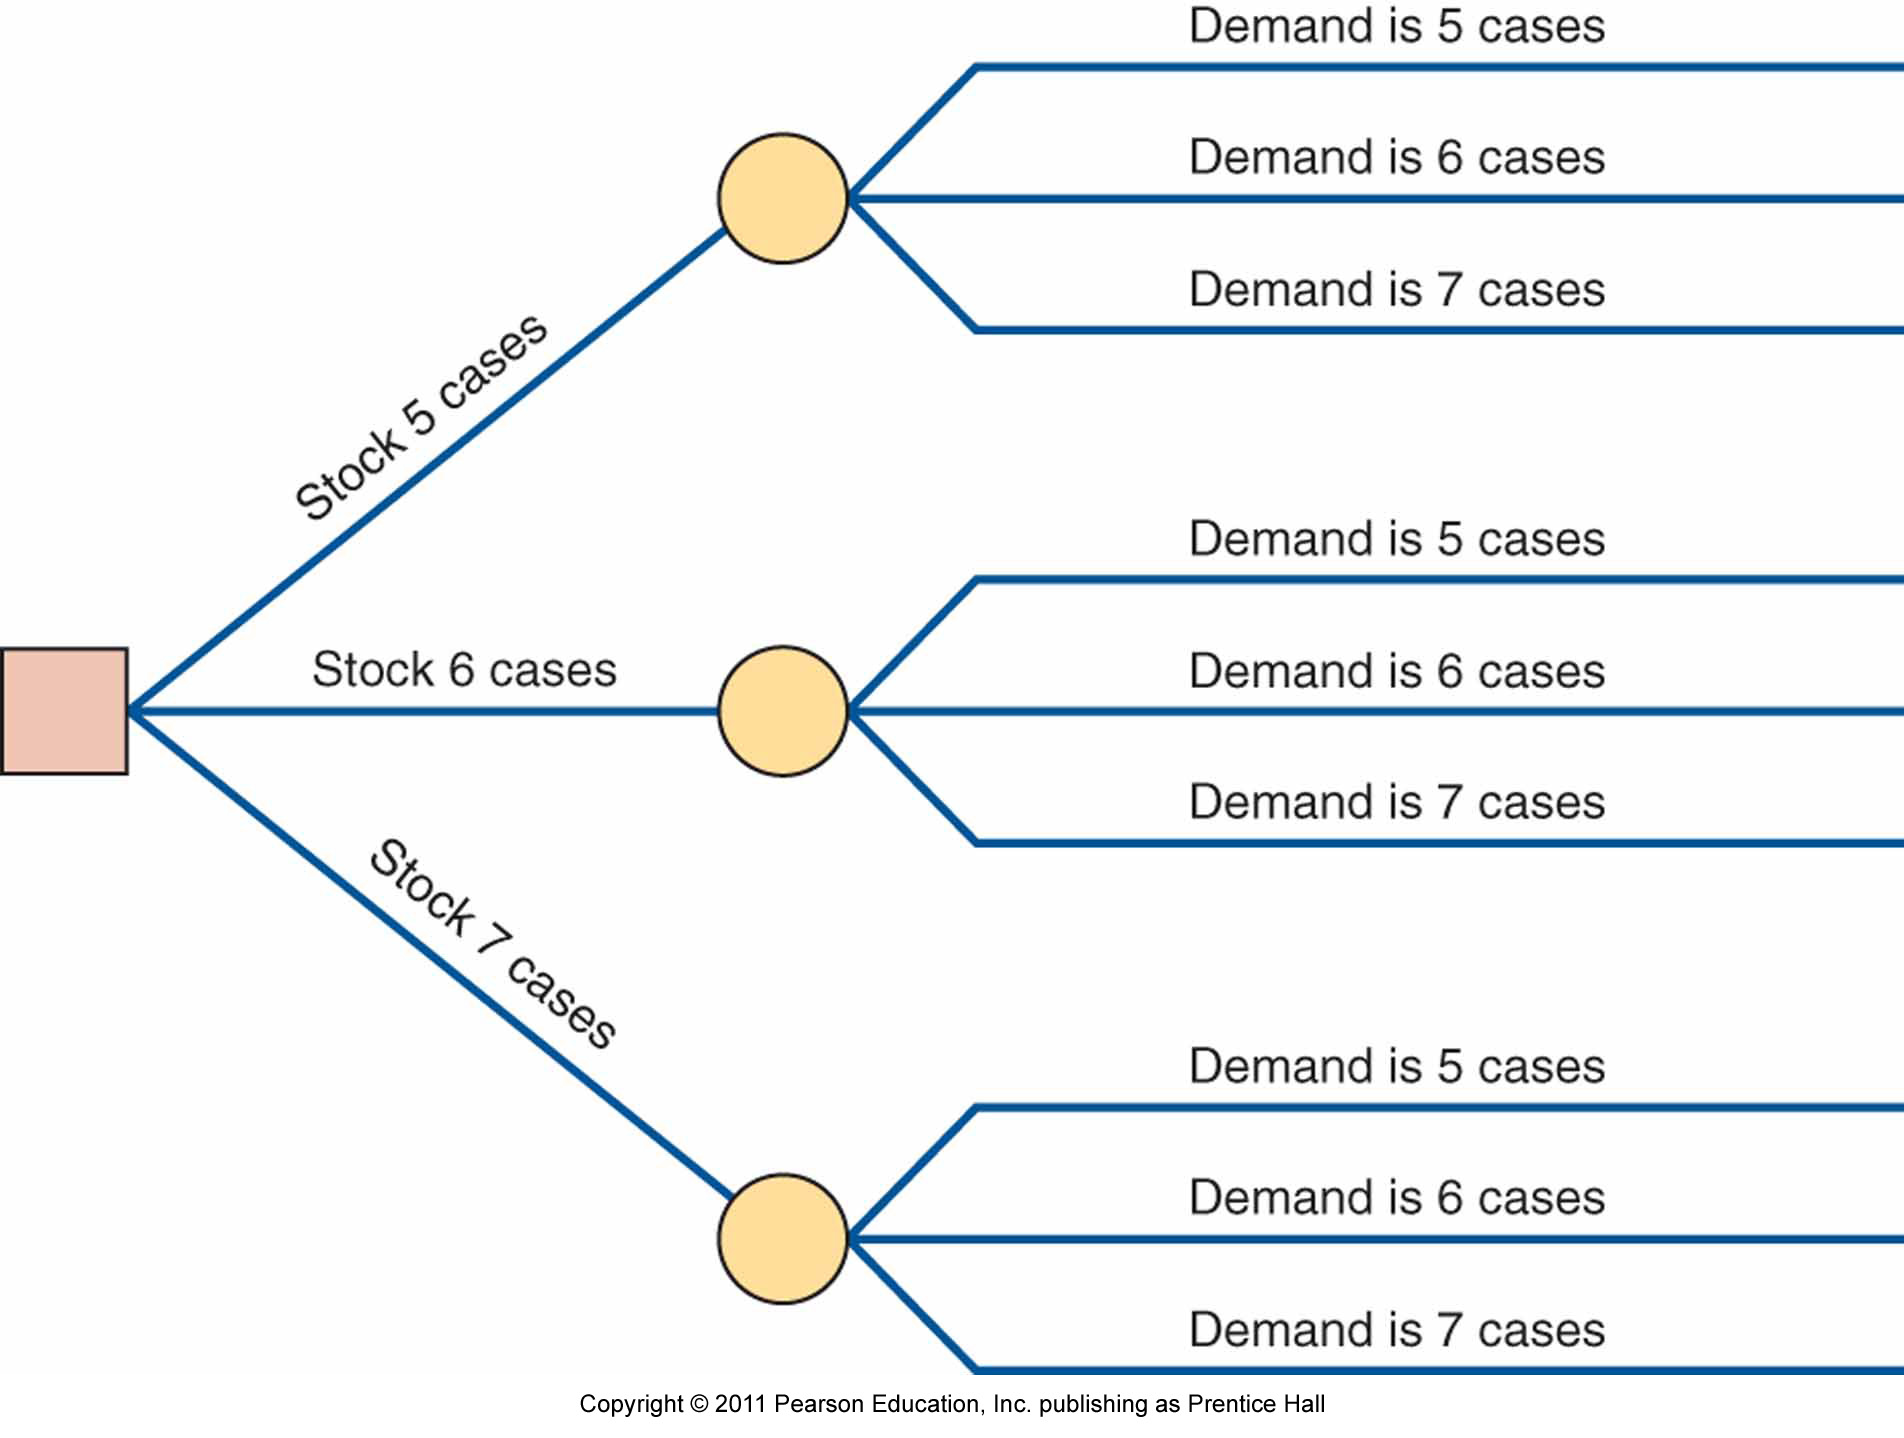 Demand is 5 cases
Demand is 6 cases
Demand is 7 cases
Stock 5 cases
Demand is 5 cases
Demand is 6 cases
Stock 6 cases
Demand is 7 cases
Stock 7 cases
Demand is 5 cases
Demand is 6 cases
Demand is 7 cases
Copyright © 2011 Pearson Education, Inc. publishing as Prentice Hall